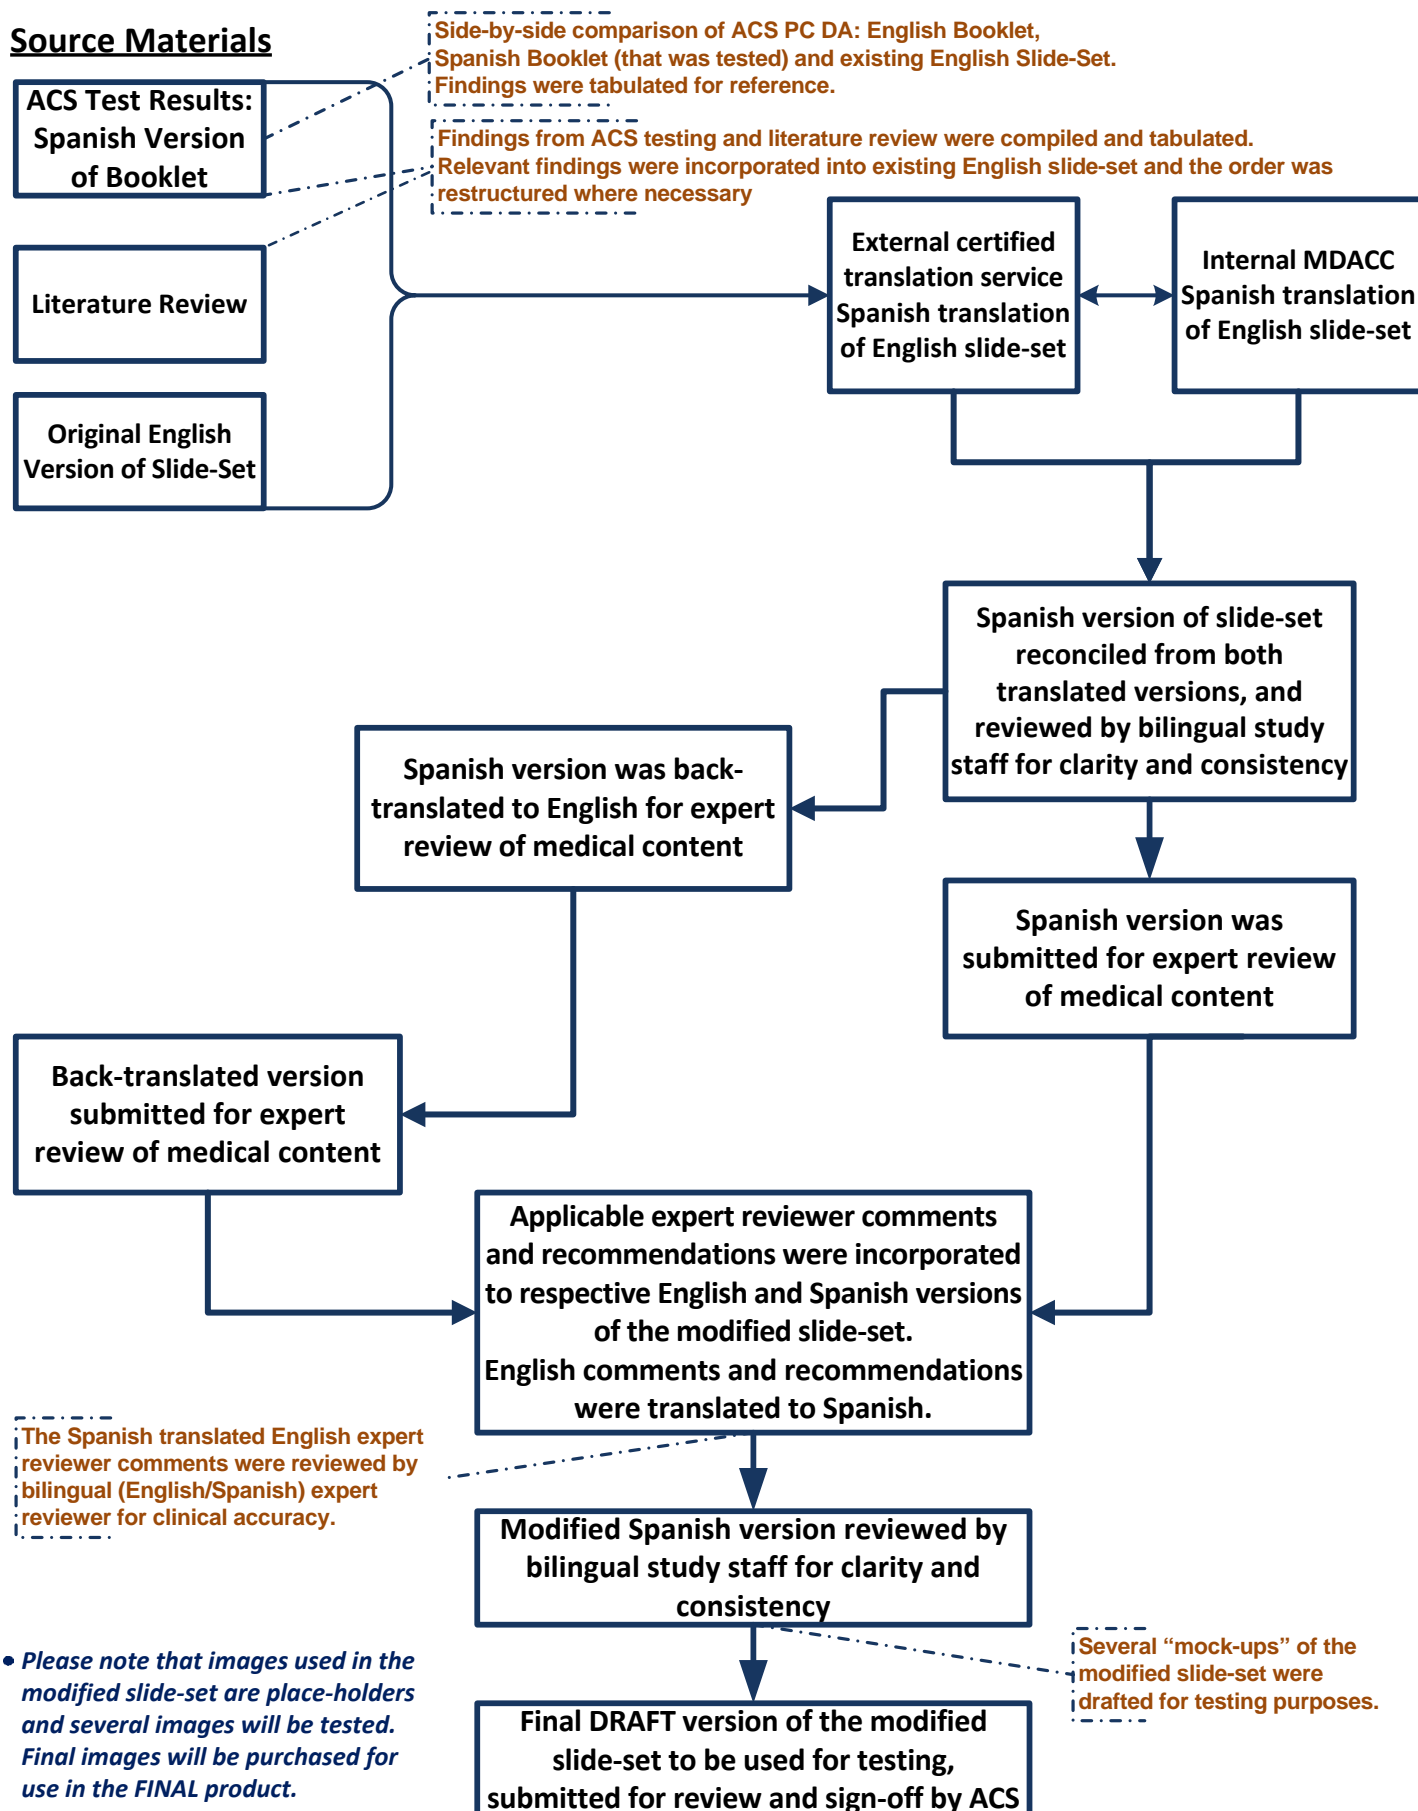 Source Materials
Side-by-side comparison of ACS PC DA: English Booklet,
Spanish Booklet (that was tested) and existing English Slide-Set.
Findings were tabulated for reference.
ACS Test Results:
Spanish Version
of Booklet
Findings from ACS testing and literature review were compiled and tabulated.
Relevant findings were incorporated into existing English slide-set and the order was
restructured where necessary
Literature Review
Original English
Version of Slide-Set
External certified
translation service
Spanish translation
of English slide-set
Internal MDACC
Spanish translation
of English slide-set
Spanish version of slide-set
reconciled from both
translated versions, and
reviewed by bilingual study
staff for clarity and consistency
Spanish version was back-
translated to English for expert
review of medical content
Spanish version was
submitted for expert review
of medical content
Back-translated version
submitted for expert
review of medical content
Applicable expert reviewer comments
and recommendations were incorporated
to respective English and Spanish versions
of the modified slide-set.
English comments and recommendations
were translated to Spanish.
The Spanish translated English expert
reviewer comments were reviewed by
bilingual (English/Spanish) expert
reviewer for clinical accuracy.
Modified Spanish version reviewed by
bilingual study staff for clarity and
consistency
Several “mock-ups” of the
modified slide-set were
drafted for testing purposes.
• Please note that images used in the
modified slide-set are place-holders
and several images will be tested.
Final images will be purchased for
use in the FINAL product.
Final DRAFT version of the modified
slide-set to be used for testing,
submitted for review and sign-off by ACS